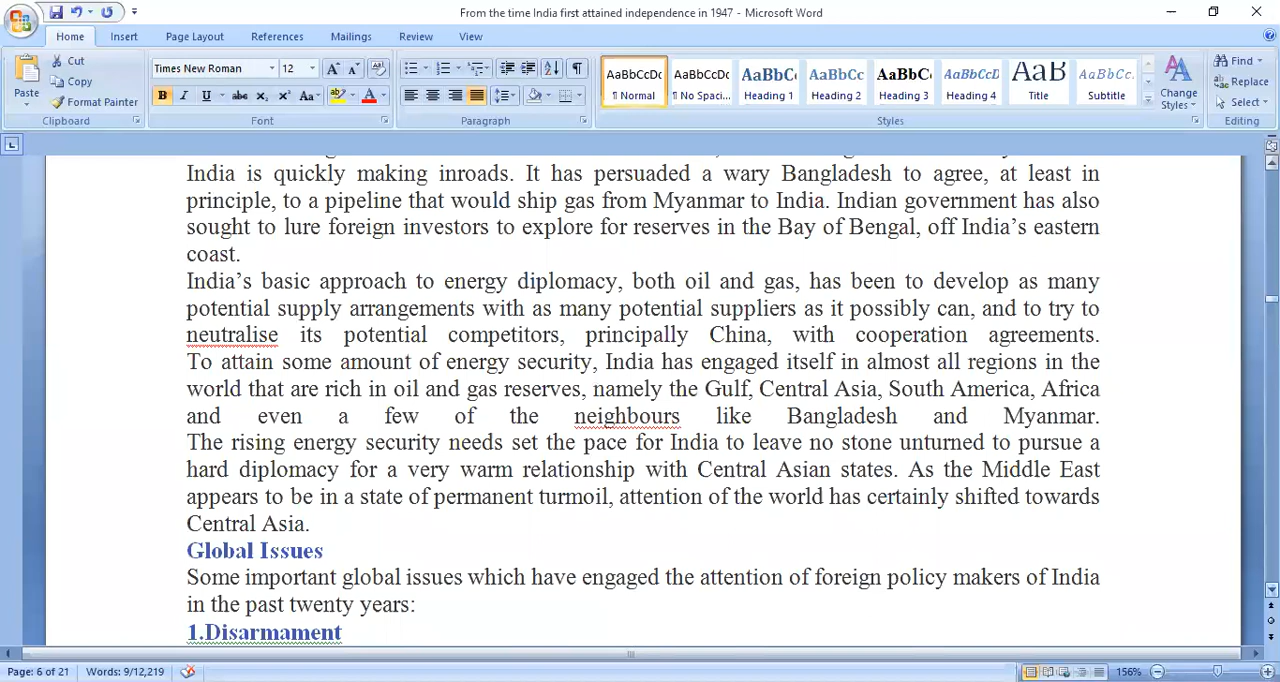 From the time India first attained independence in 1947 - Microsoft Word
Home Insert Page Layout References Mailings Review View
Paste
Cut
Copy
Format Painter
Clipboard
Times New Roman 12
B I U abc X₂ X² Aa
Font
Paragraph
AaBbCcDc AaBbCcDc AaBbC AaBbCc AaBbCc AaBbCcD AaB AaBbCc.
¶ Normal ¶ No Spaci... Heading 1 Heading 2 Heading 3 Heading 4 Title Subtitle
Change Styles
Styles
Find
Replace
Select
Editing
India is quickly making inroads. It has persuaded a wary Bangladesh to agree, at least in
principle, to a pipeline that would ship gas from Myanmar to India. Indian government has also
sought to lure foreign investors to explore for reserves in the Bay of Bengal, off India’s eastern
coast.
India’s basic approach to energy diplomacy, both oil and gas, has been to develop as many
potential supply arrangements with as many potential suppliers as it possibly can, and to try to
neutralise its potential competitors, principally China, with cooperation agreements.
To attain some amount of energy security, India has engaged itself in almost all regions in the
world that are rich in oil and gas reserves, namely the Gulf, Central Asia, South America, Africa
and even a few of the neighbours like Bangladesh and Myanmar.
The rising energy security needs set the pace for India to leave no stone unturned to pursue a
hard diplomacy for a very warm relationship with Central Asian states. As the Middle East
appears to be in a state of permanent turmoil, attention of the world has certainly shifted towards
Central Asia.
Global Issues
Some important global issues which have engaged the attention of foreign policy makers of India
in the past twenty years:
1.Disarmament
Page: 6 of 21 Words: 9/12,219 156%